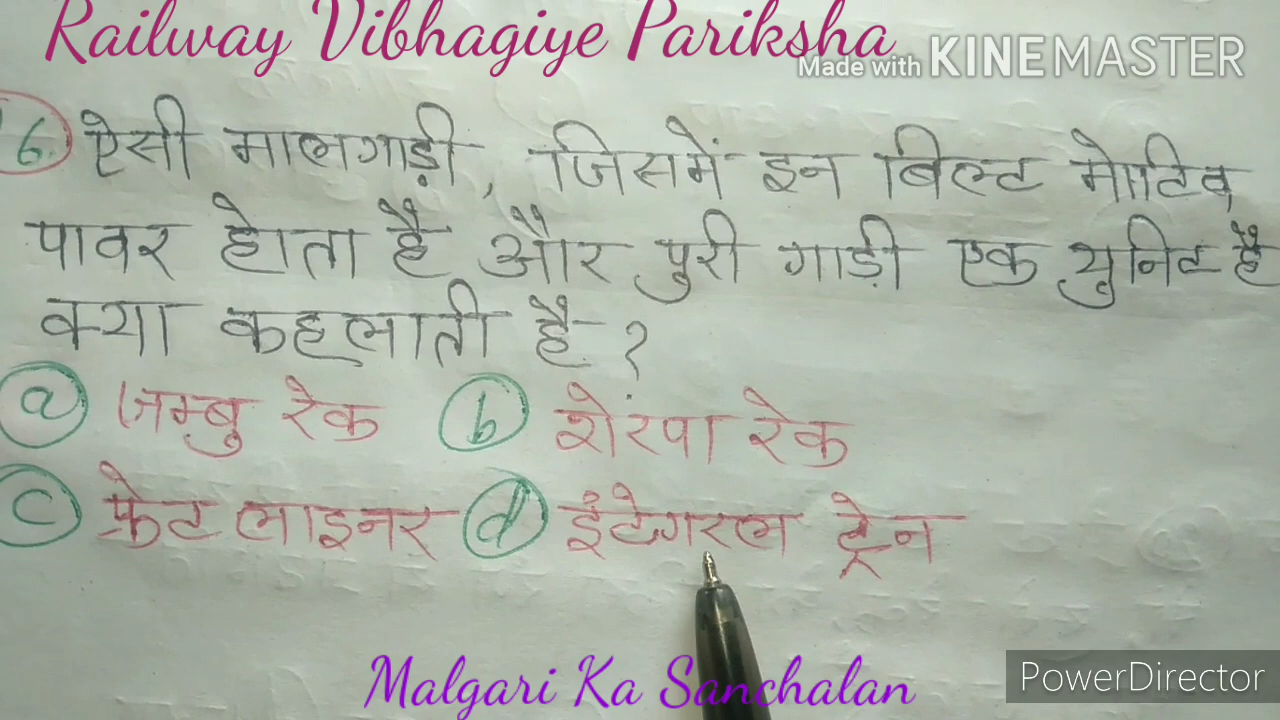 Railway Vibhagiye Pariksha
Made with KINEMASTER
6. ऐसी मालगाड़ी, जिसमें इन बिल्ट मोटिव
पावर होता है और पुरी गाड़ी एक युनिट है
क्या कहलाती है ?
a जम्बु रेक b शेरपा रेक
c फ्रेट लाइनर d इंटेगरल ट्रेन
Malgari Ka Sanchalan
PowerDirector